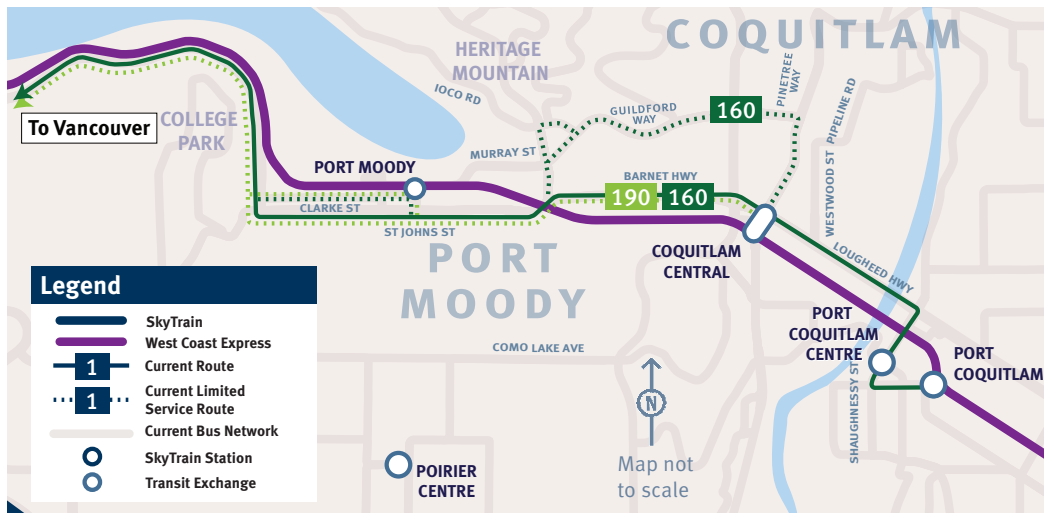 COQUITLAM
HERITAGE
MOUNTAIN
IOCO RD
PINETREE
WAY
PIPELINE RD
GUILDFORD
WAY
160
To Vancouver
COLLEGE
PARK
MURRAY ST
PORT MOODY
BARNET HWY
WESTWOOD ST
190
160
CLARKE ST
ST JOHNS ST
PORT
MOODY
COQUITLAM
CENTRAL
LOUGHEED HWY
Legend
SkyTrain
West Coast Express
1
Current Route
1
Current Limited
Service Route
Current Bus Network
SkyTrain Station
Transit Exchange
PORT
COQUITLAM
CENTRE
PORT
COQUITLAM
COMO LAKE AVE
SHAUGHNESSY ST
N
Map not
to scale
POIRIER
CENTRE